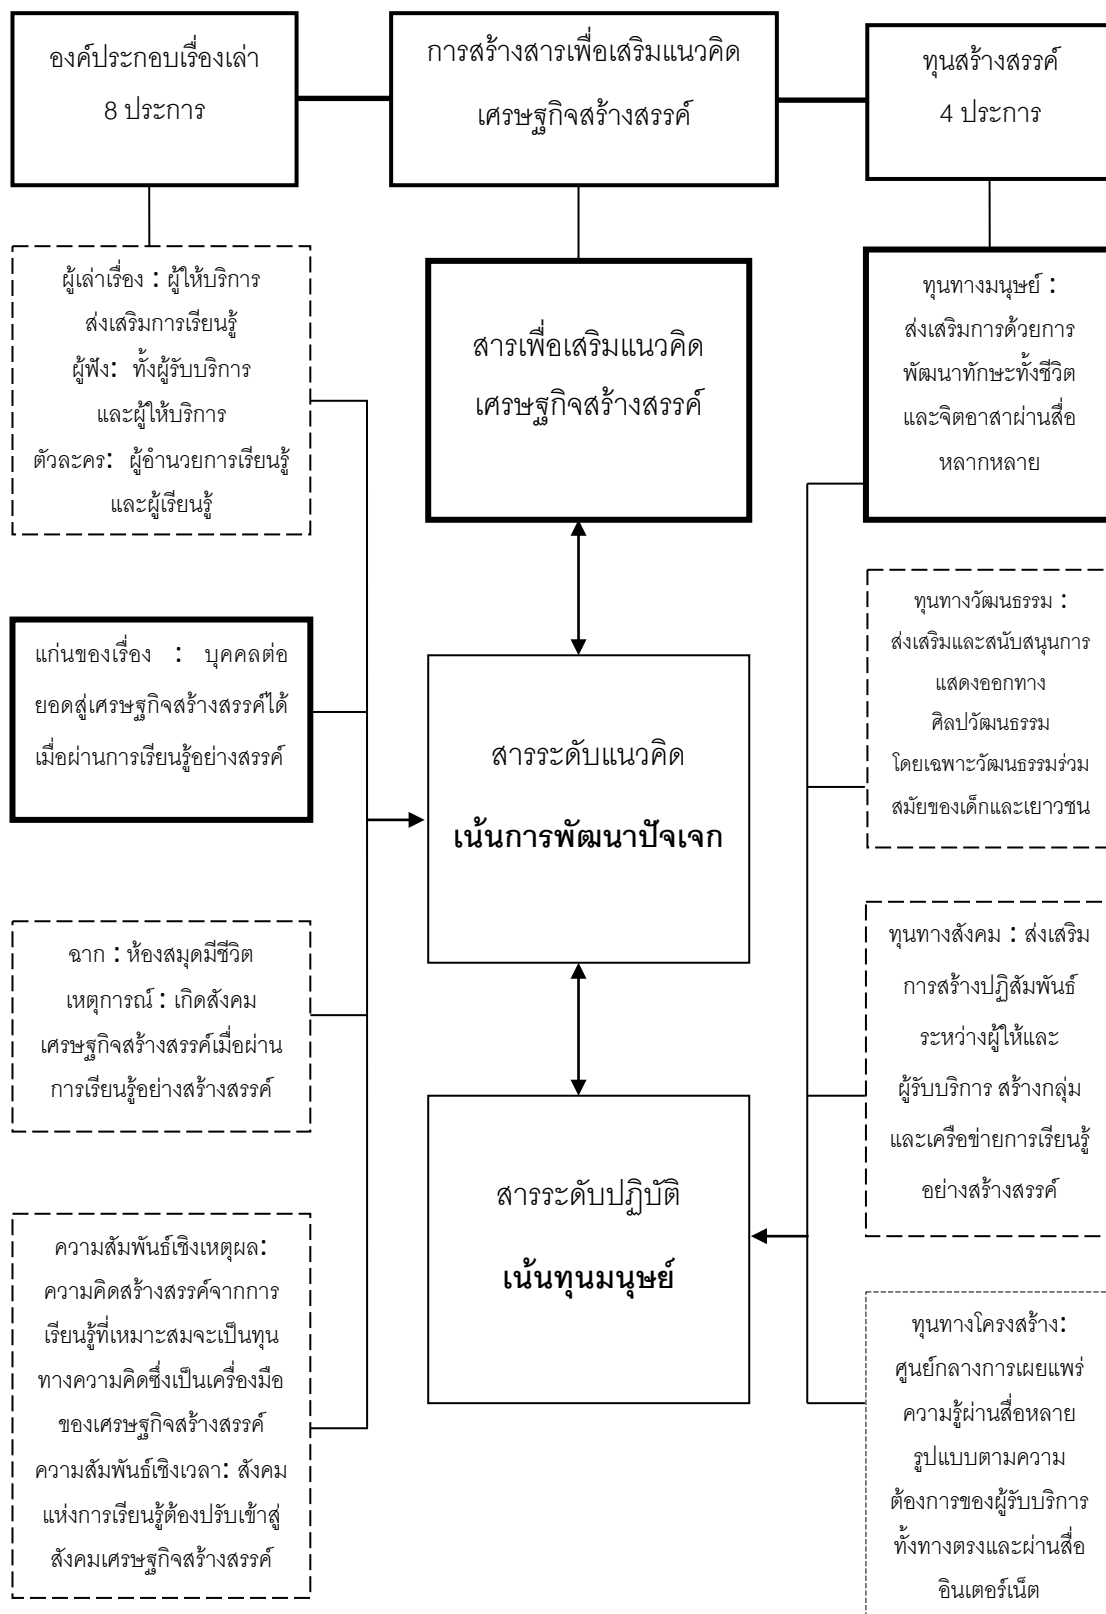 องค์ประกอบเรื่องเล่า
8 ประการ
การสร้างสารเพื่อเสริมแนวคิด
เศรษฐกิจสร้างสรรค์
ทุนสร้างสรรค์
4 ประการ
ผู้เล่าเรื่อง : ผู้ให้บริการ
ส่งเสริมการเรียนรู้
ผู้ฟัง: ทั้งผู้รับบริการ
และผู้ให้บริการ
ตัวละคร: ผู้อำนวยการเรียนรู้
และผู้เรียนรู้
แก่นของเรื่อง : บุคคลต่อ
ยอดสู่เศรษฐกิจสร้างสรรค์ได้
เมื่อผ่านการเรียนรู้อย่างสรรค์
ฉาก : ห้องสมุดมีชีวิต
เหตุการณ์ : เกิดสังคม
เศรษฐกิจสร้างสรรค์เมื่อผ่าน
การเรียนรู้อย่างสร้างสรรค์
ความสัมพันธ์เชิงเหตุผล:
ความคิดสร้างสรรค์จากการ
เรียนรู้ที่เหมาะสมจะเป็นทุน
ทางความคิดซึ่งเป็นเครื่องมือ
ของเศรษฐกิจสร้างสรรค์
ความสัมพันธ์เชิงเวลา: สังคม
แห่งการเรียนรู้ต้องปรับเข้าสู่
สังคมเศรษฐกิจสร้างสรรค์
สารเพื่อเสริมแนวคิด
เศรษฐกิจสร้างสรรค์
สารระดับแนวคิด
เน้นการพัฒนาปัจเจก
สารระดับปฏิบัติ
เน้นทุนมนุษย์
ทุนทางมนุษย์ :
ส่งเสริมการด้วยการ
พัฒนาทักษะทั้งชีวิต
และจิตอาสาผ่านสื่อ
หลากหลาย
ทุนทางวัฒนธรรม :
ส่งเสริมและสนับสนุนการ
แสดงออกทาง
ศิลปวัฒนธรรม
โดยเฉพาะวัฒนธรรมร่วม
สมัยของเด็กและเยาวชน
ทุนทางสังคม : ส่งเสริม
การสร้างปฏิสัมพันธ์
ระหว่างผู้ให้และ
ผู้รับบริการ สร้างกลุ่ม
และเครือข่ายการเรียนรู้
อย่างสร้างสรรค์
ทุนทางโครงสร้าง:
ศูนย์กลางการเผยแพร่
ความรู้ผ่านสื่อหลาย
รูปแบบตามความ
ต้องการของผู้รับบริการ
ทั้งทางตรงและผ่านสื่อ
อินเตอร์เน็ต